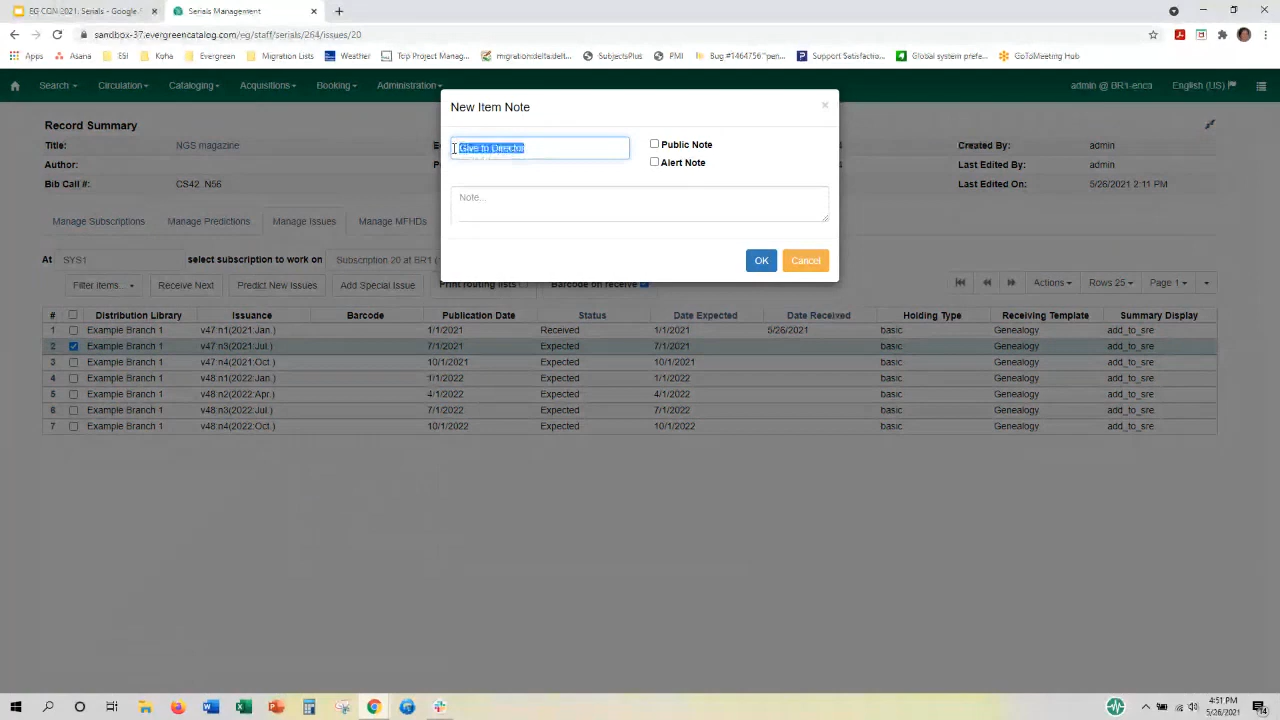 EG CON-2021. Serials - Google. S
Serials Management
sandbox-37.evergreencatalog.com/eg/staff/serials/264/issues/20
Apps Asana ESI Koha Evergreen Migration Lists Weather Top Project Manag... migration:delta:delt... SubjectsPlus PMI Bug #1464756 "pen... Support Satisfactio... Global system prefe... GoToMeeting Hub
Search Circulation Cataloging Acquisitions Booking Administration admin @ BR1-enca English (US)
New Item Note
Record Summary
Title: NGS magazine Created By: admin
Author: Last Edited By: admin
Bib Call #: CS42 .N56 Last Edited On: 5/26/2021 2:11 PM
Give to Director
Public Note
Alert Note
Note...
Manage Subscriptions Manage Predictions Manage Issues Manage MFHDs
At SYS1 select subscription to work on Subscription 20 at BR1 (
OK Cancel
Filter items... Receive Next Predict New Issues Add Special Issue Print routing lists Barcode on receive Actions Rows 25 Page 1
# Distribution Library Issuance Barcode Publication Date Status Date Expected Date Received Holding Type Receiving Template Summary Display
1 Example Branch 1 v47:n1(2021:Jan.) 1/1/2021 Received 1/1/2021 5/26/2021 basic Genealogy add_to_sre
2 Example Branch 1 v47:n3(2021:Jul.) 7/1/2021 Expected 7/1/2021 basic Genealogy add_to_sre
3 Example Branch 1 v47:n4(2021:Oct.) 10/1/2021 Expected 10/1/2021 basic Genealogy add_to_sre
4 Example Branch 1 v48:n1(2022:Jan.) 1/1/2022 Expected 1/1/2022 basic Genealogy add_to_sre
5 Example Branch 1 v48:n2(2022:Apr.) 4/1/2022 Expected 4/1/2022 basic Genealogy add_to_sre
6 Example Branch 1 v48:n3(2022:Jul.) 7/1/2022 Expected 7/1/2022 basic Genealogy add_to_sre
7 Example Branch 1 v48:n4(2022:Oct.) 10/1/2022 Expected 10/1/2022 basic Genealogy add_to_sre
4:51 PM
5/26/2021